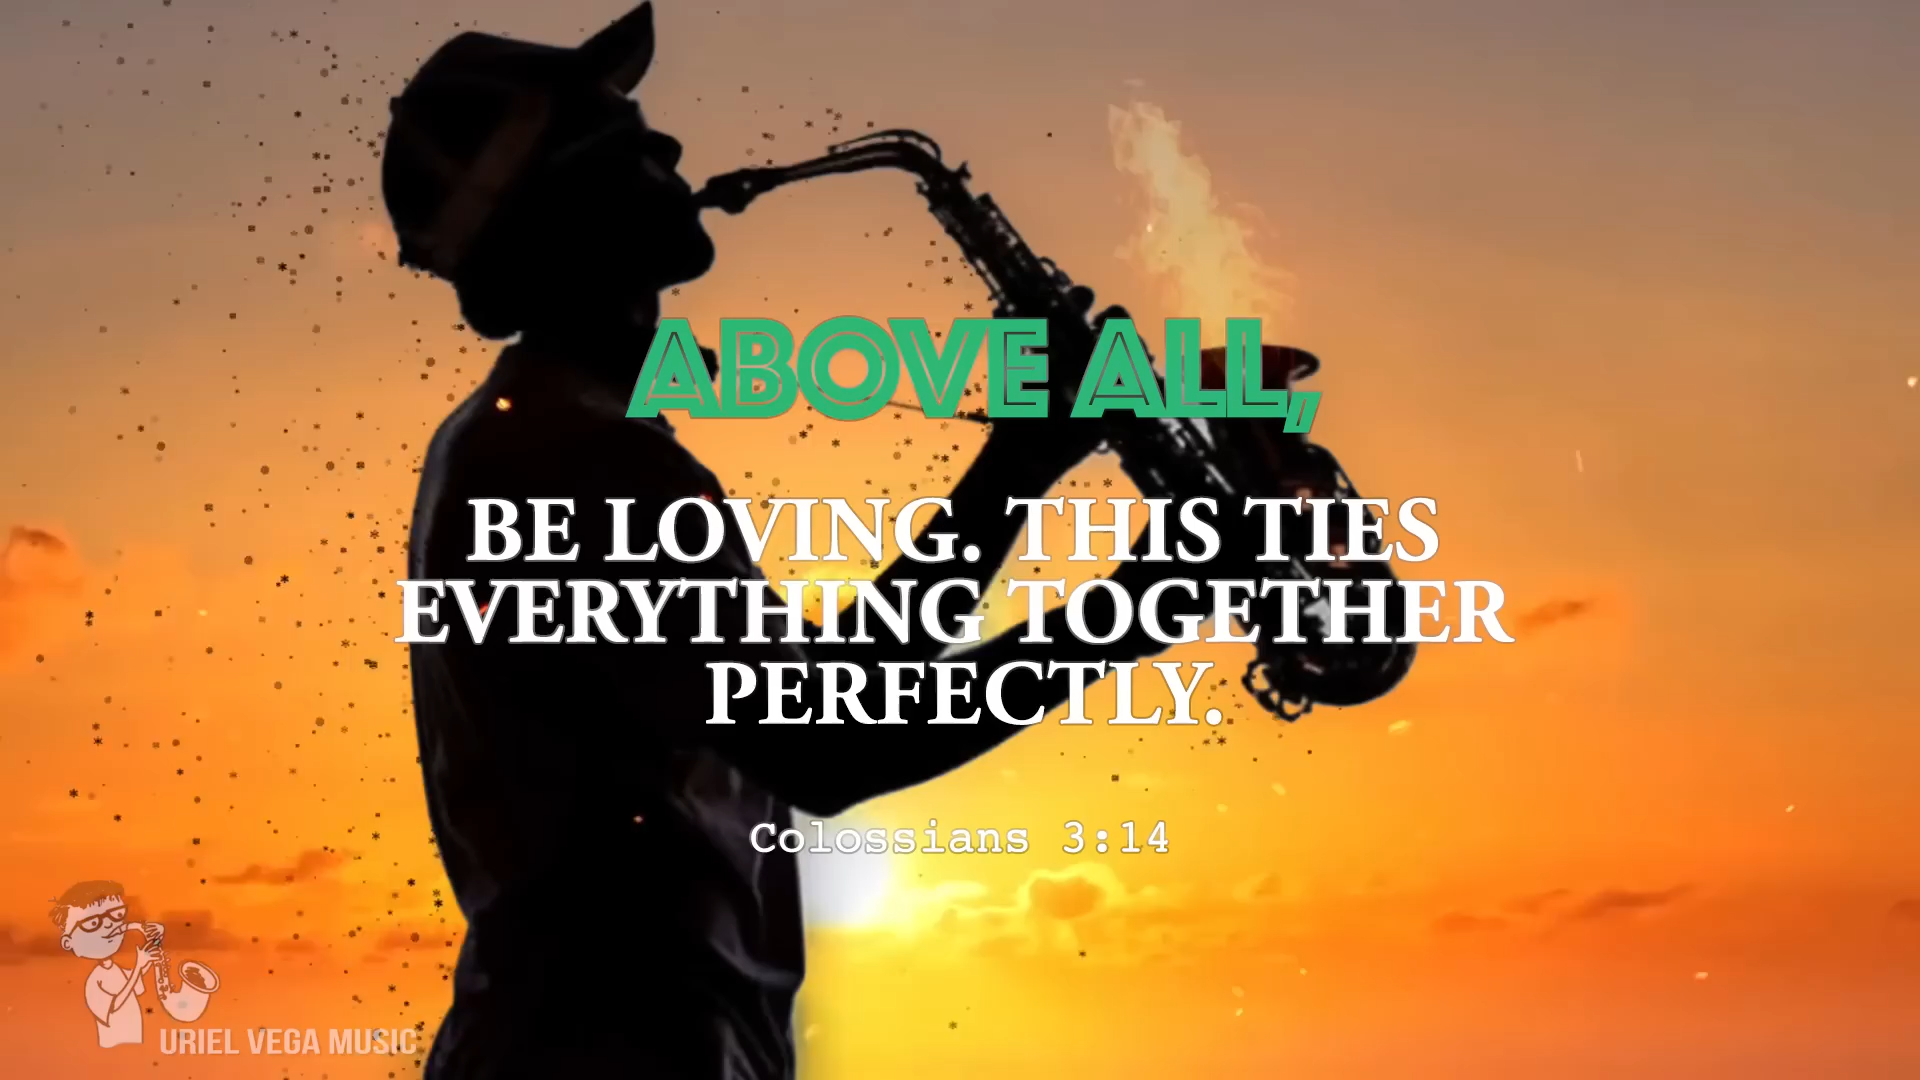 ABOVE ALL,
BE LOVING. THIS TIES
EVERYTHING TOGETHER
PERFECTLY.
Colossians 3:14
URIEL VEGA MUSIC